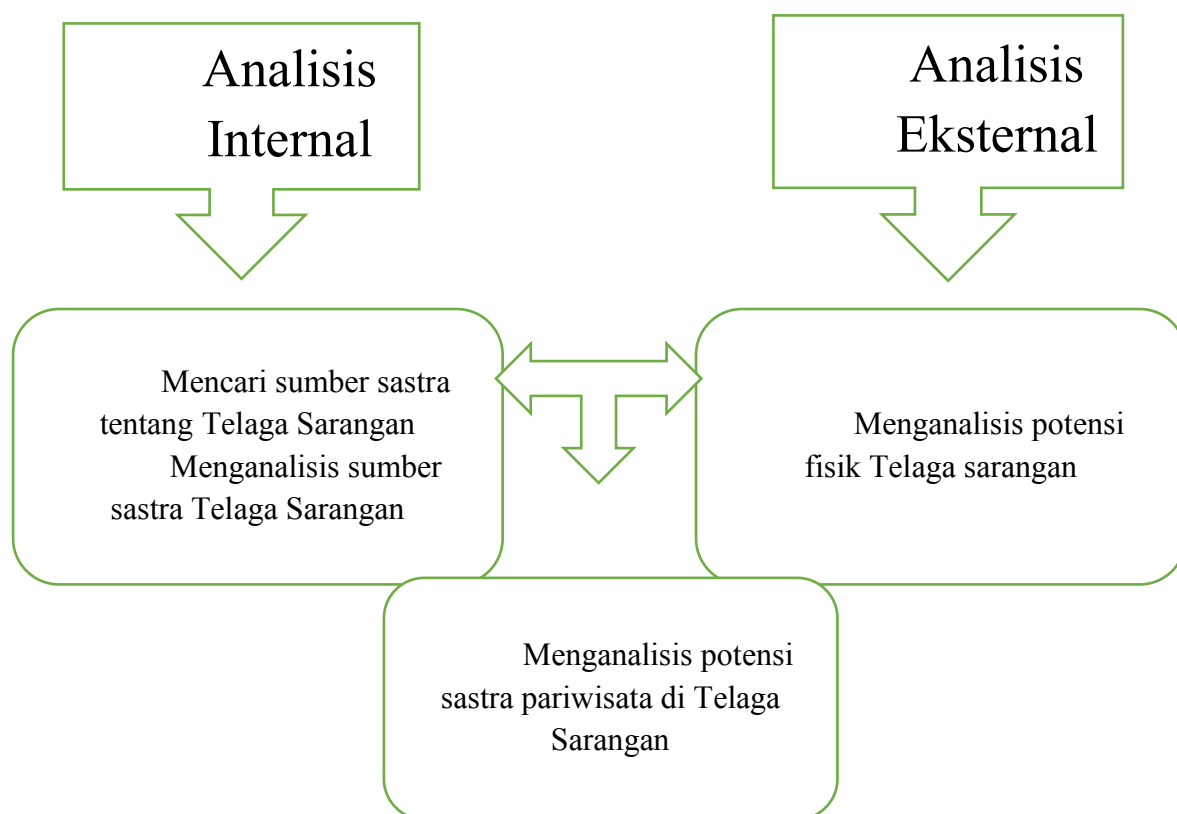 Analisis
Internal
Analisis
Eksternal
Mencari sumber sastra
tentang Telaga Sarangan
Menganalisis sumber
sastra Telaga Sarangan
Menganalisis potensi
fisik Telaga sarangan
Menganalisis potensi
sastra pariwisata di Telaga
Sarangan